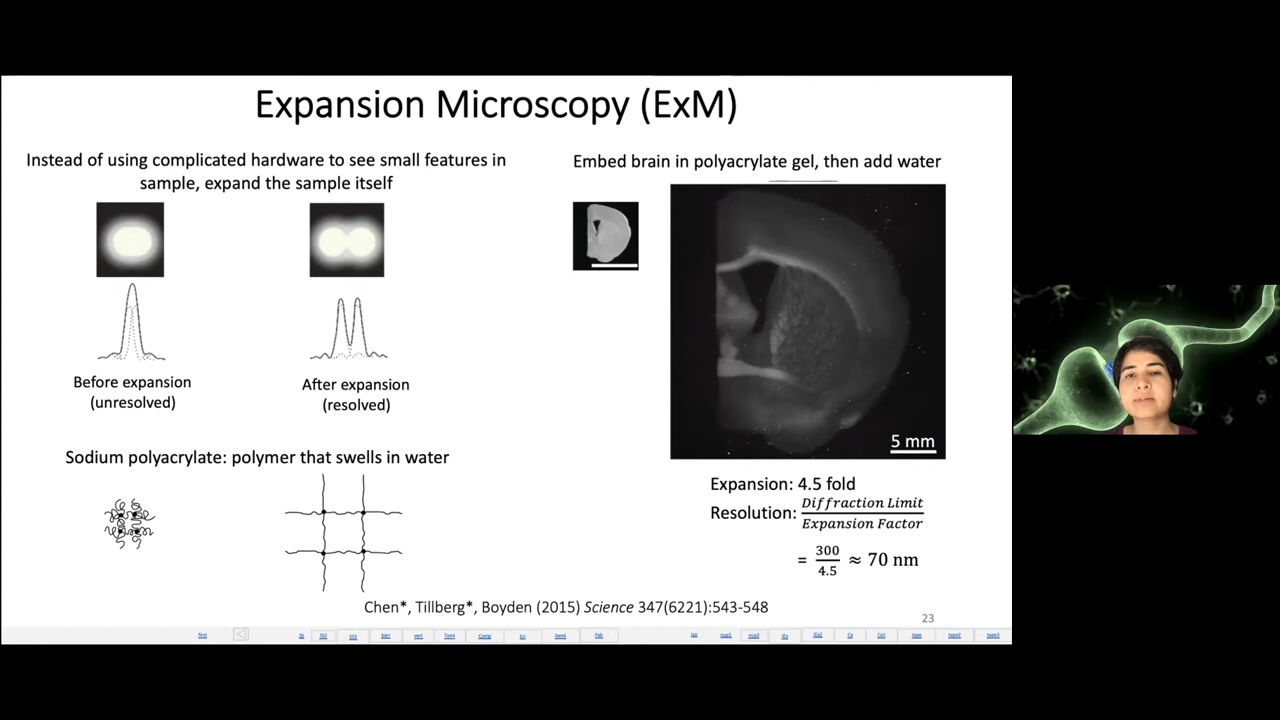 Expansion Microscopy (ExM)
Instead of using complicated hardware to see small features in
sample, expand the sample itself
Before expansion
(unresolved)
After expansion
(resolved)
Sodium polyacrylate: polymer that swells in water
Embed brain in polyacrylate gel, then add water
5 mm
Expansion: 4.5 fold
Resolution: Diffraction Limit / Expansion Factor
= 300 / 4.5 ≈ 70 nm
Chen*, Tillberg*, Boyden (2015) Science 347(6221):543-548
23
first